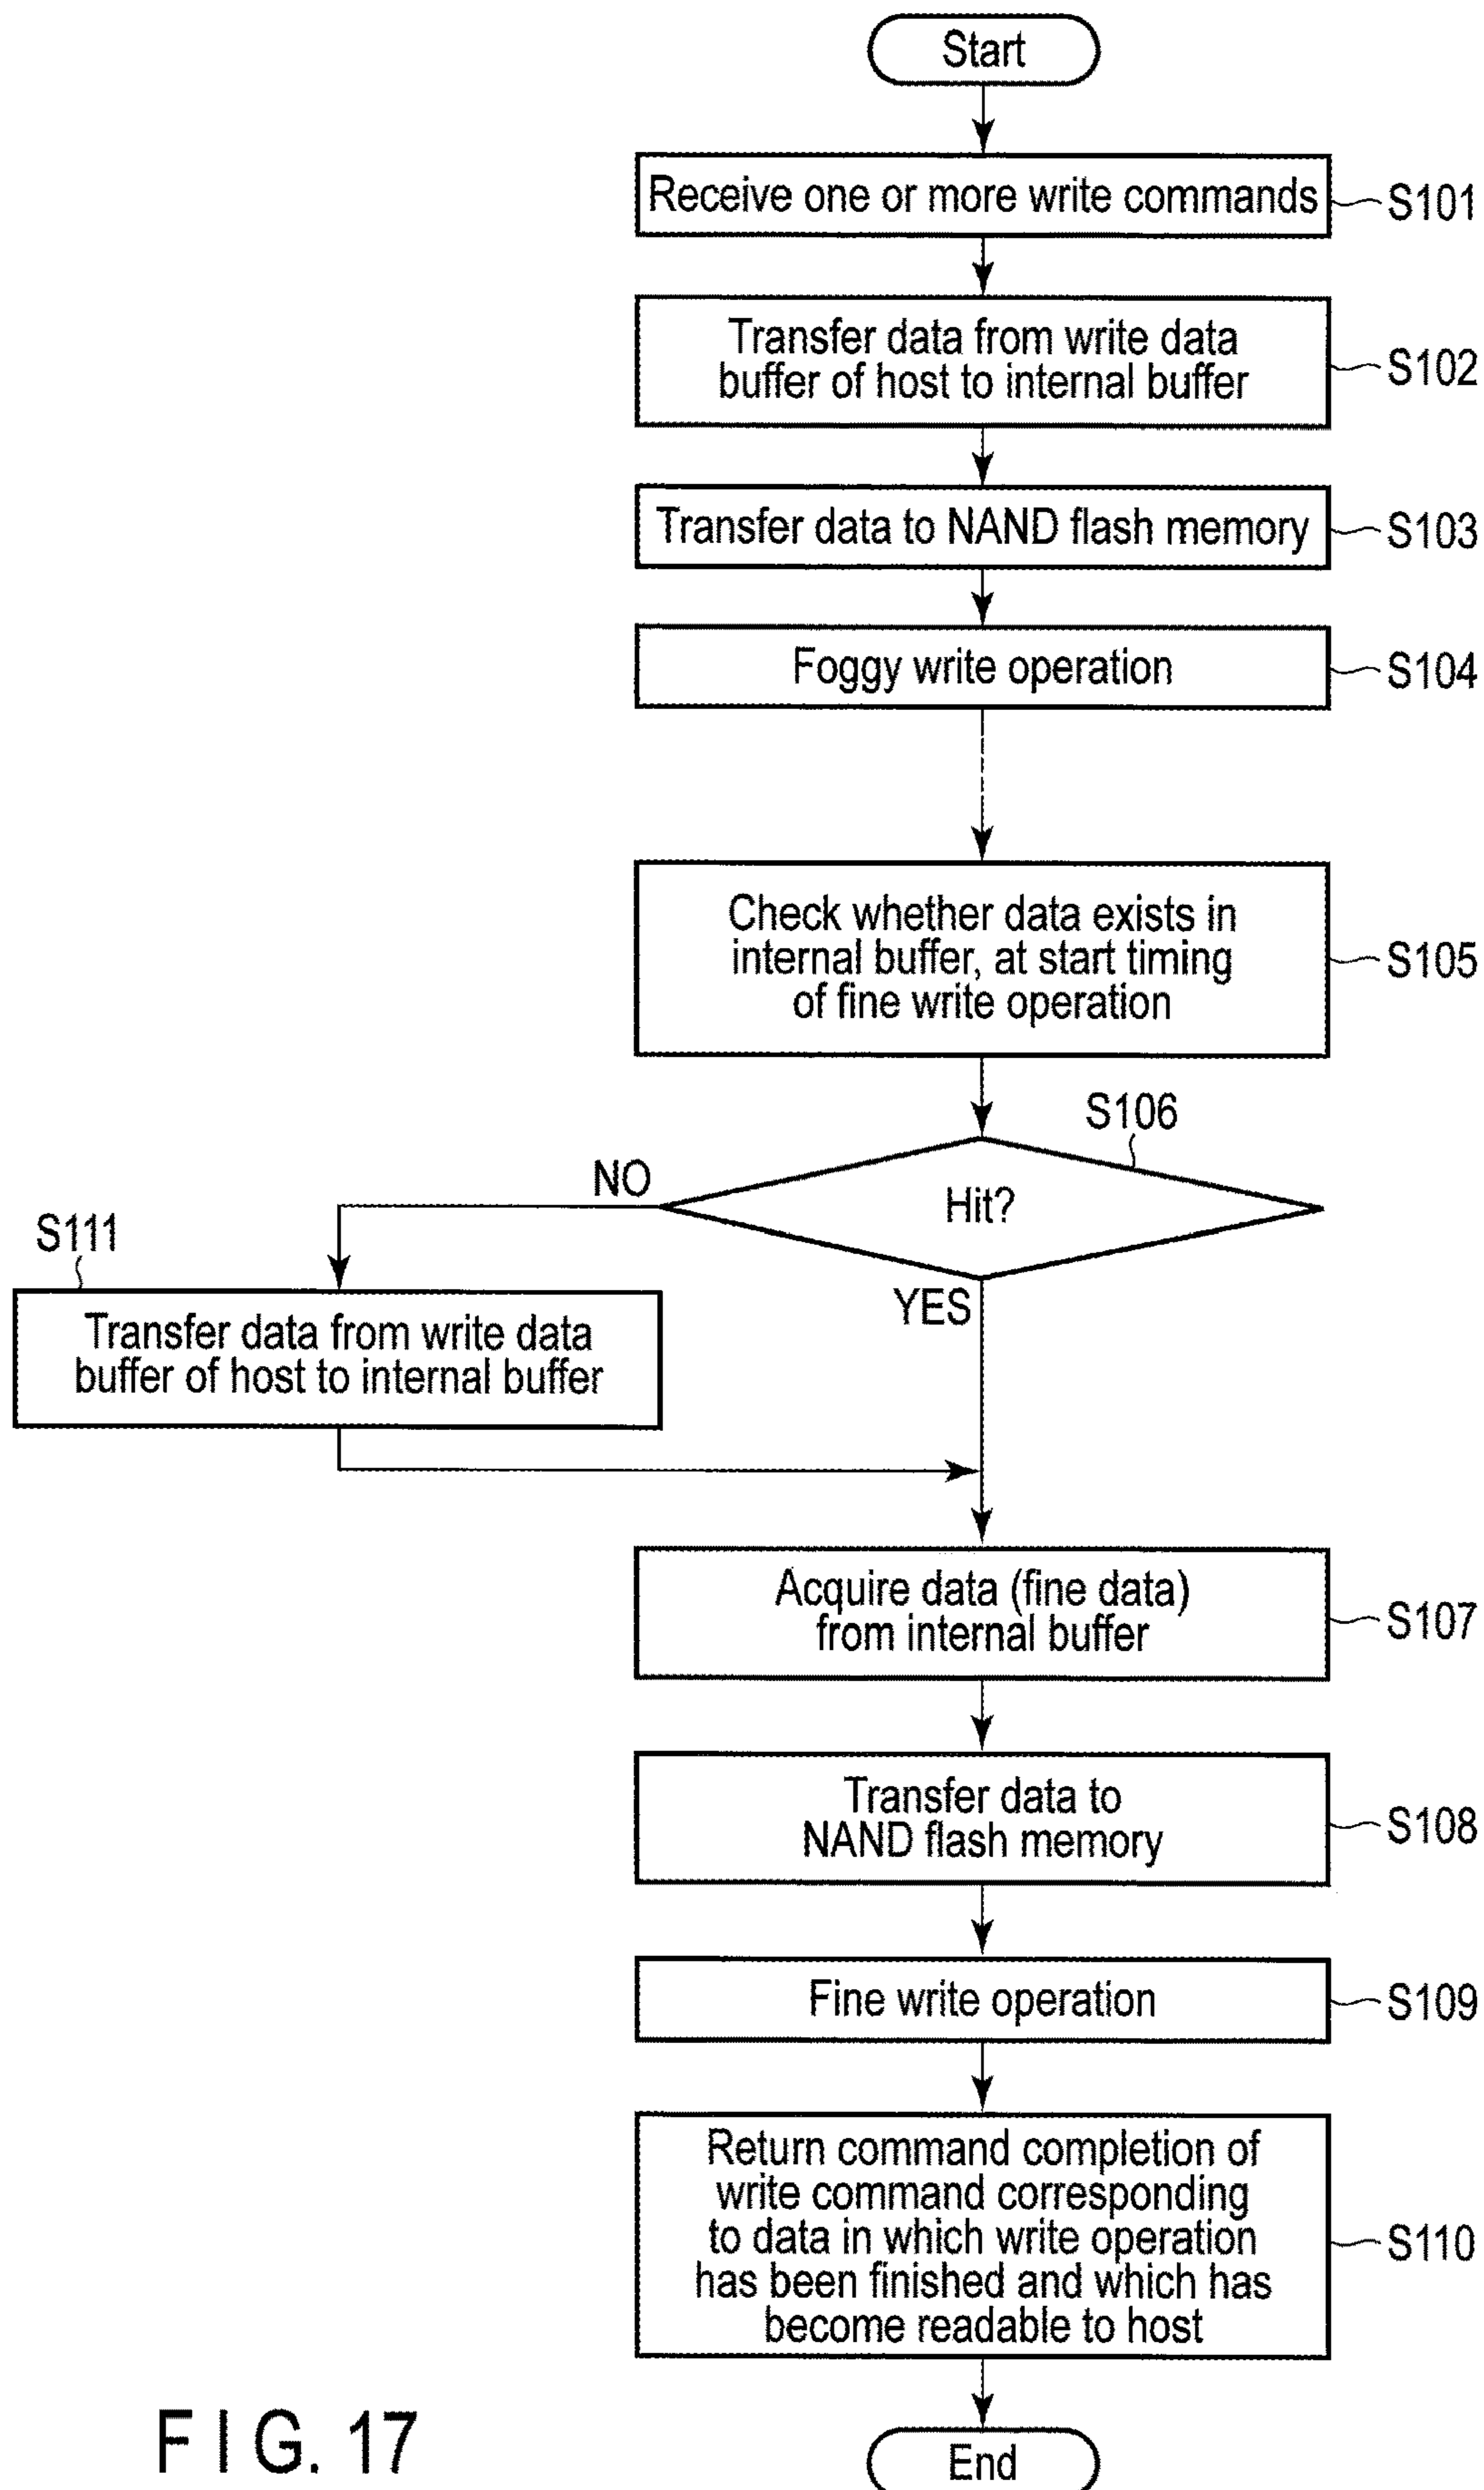 Start
Receive one or more write commands
S101
Transfer data from write data
buffer of host to internal buffer
S102
Transfer data to NAND flash memory
S103
Foggy write operation
S104
Check whether data exists in
internal buffer, at start timing
of fine write operation
S105
S106
Hit?
NO
YES
S111
Transfer data from write data
buffer of host to internal buffer
Acquire data (fine data)
from internal buffer
S107
Transfer data to
NAND flash memory
S108
Fine write operation
S109
Return command completion of
write command corresponding
to data in which write operation
has been finished and which has
become readable to host
S110
End
FIG. 17